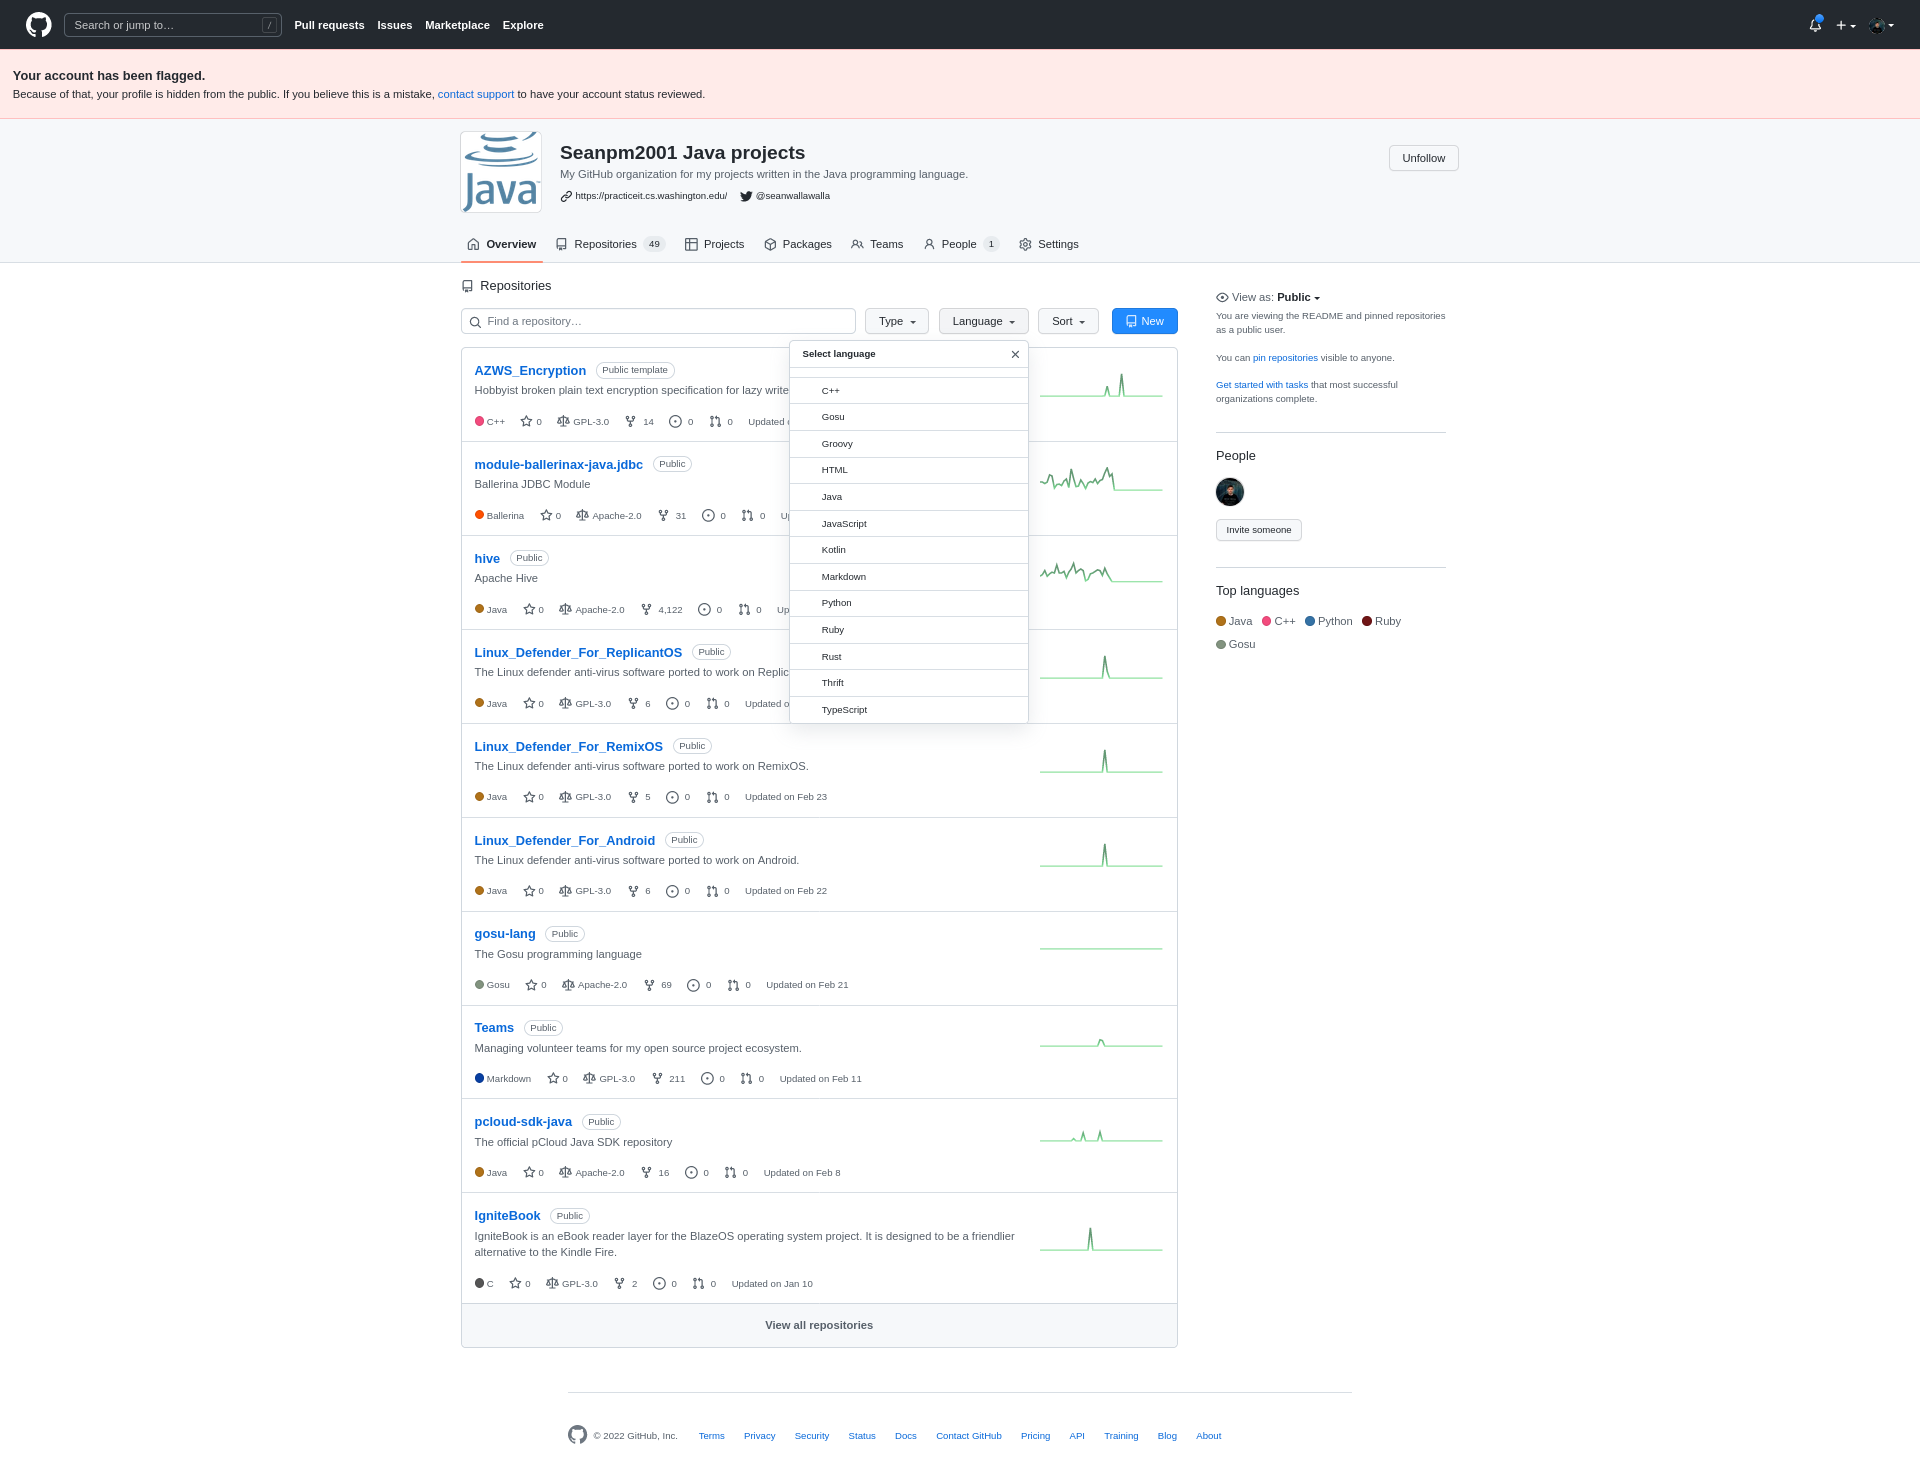 Search or jump to… /
Pull requests Issues Marketplace Explore
Your account has been flagged.
Because of that, your profile is hidden from the public. If you believe this is a mistake, contact support to have your account status reviewed.
Java
Seanpm2001 Java projects
My GitHub organization for my projects written in the Java programming language.
https://practiceit.cs.washington.edu/ @seanwallawalla
Unfollow
Overview Repositories 49 Projects Packages Teams People 1 Settings
Repositories
Find a repository… Type Language Sort New
Select language
C++
Gosu
Groovy
HTML
Java
JavaScript
Kotlin
Markdown
Python
Ruby
Rust
Thrift
TypeScript
AZWS_Encryption Public template
Hobbyist broken plain text encryption specification for lazy write
C++ 0 GPL-3.0 14 0 0 Updated
module-ballerinax-java.jdbc Public
Ballerina JDBC Module
Ballerina 0 Apache-2.0 31 0 0 Up
hive Public
Apache Hive
Java 0 Apache-2.0 4,122 0 0 Up
Linux_Defender_For_ReplicantOS Public
The Linux defender anti-virus software ported to work on Replic
Java 0 GPL-3.0 6 0 0 Updated o
Linux_Defender_For_RemixOS Public
The Linux defender anti-virus software ported to work on RemixOS.
Java 0 GPL-3.0 5 0 0 Updated on Feb 23
Linux_Defender_For_Android Public
The Linux defender anti-virus software ported to work on Android.
Java 0 GPL-3.0 6 0 0 Updated on Feb 22
gosu-lang Public
The Gosu programming language
Gosu 0 Apache-2.0 69 0 0 Updated on Feb 21
Teams Public
Managing volunteer teams for my open source project ecosystem.
Markdown 0 GPL-3.0 211 0 0 Updated on Feb 11
pcloud-sdk-java Public
The official pCloud Java SDK repository
Java 0 Apache-2.0 16 0 0 Updated on Feb 8
IgniteBook Public
IgniteBook is an eBook reader layer for the BlazeOS operating system project. It is designed to be a friendlier
alternative to the Kindle Fire.
C 0 GPL-3.0 2 0 0 Updated on Jan 10
View all repositories
View as: Public
You are viewing the README and pinned repositories
as a public user.
You can pin repositories visible to anyone.
Get started with tasks that most successful
organizations complete.
People
Invite someone
Top languages
Java C++ Python Ruby
Gosu
© 2022 GitHub, Inc. Terms Privacy Security Status Docs Contact GitHub Pricing API Training Blog About